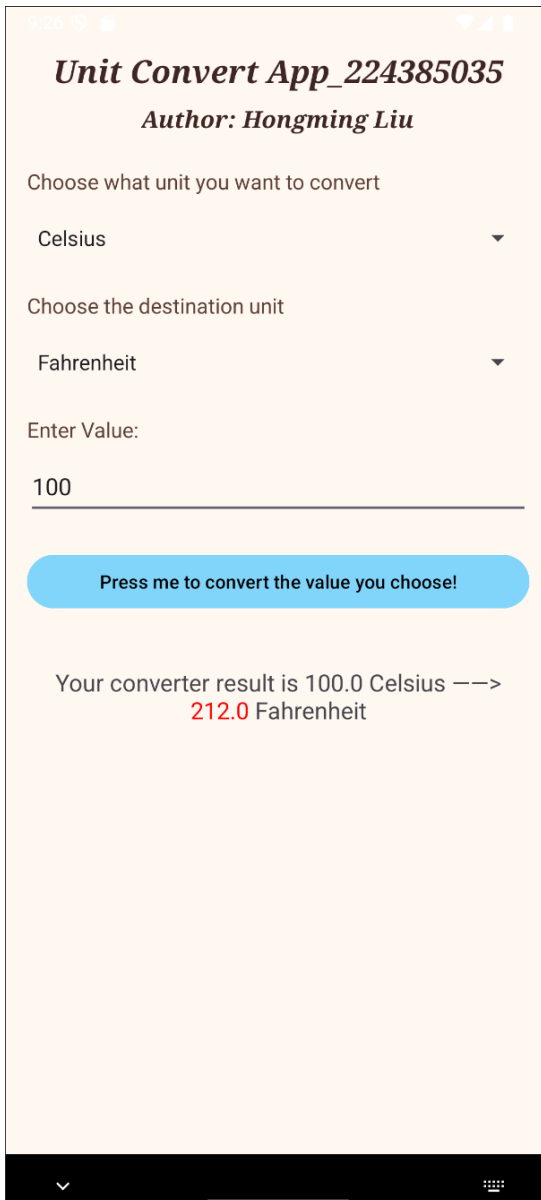 9:26
Unit Convert App_224385035
Author: Hongming Liu
Choose what unit you want to convert
Celsius
Choose the destination unit
Fahrenheit
Enter Value:
100
Press me to convert the value you choose!
Your converter result is 100.0 Celsius ——>
212.0 Fahrenheit